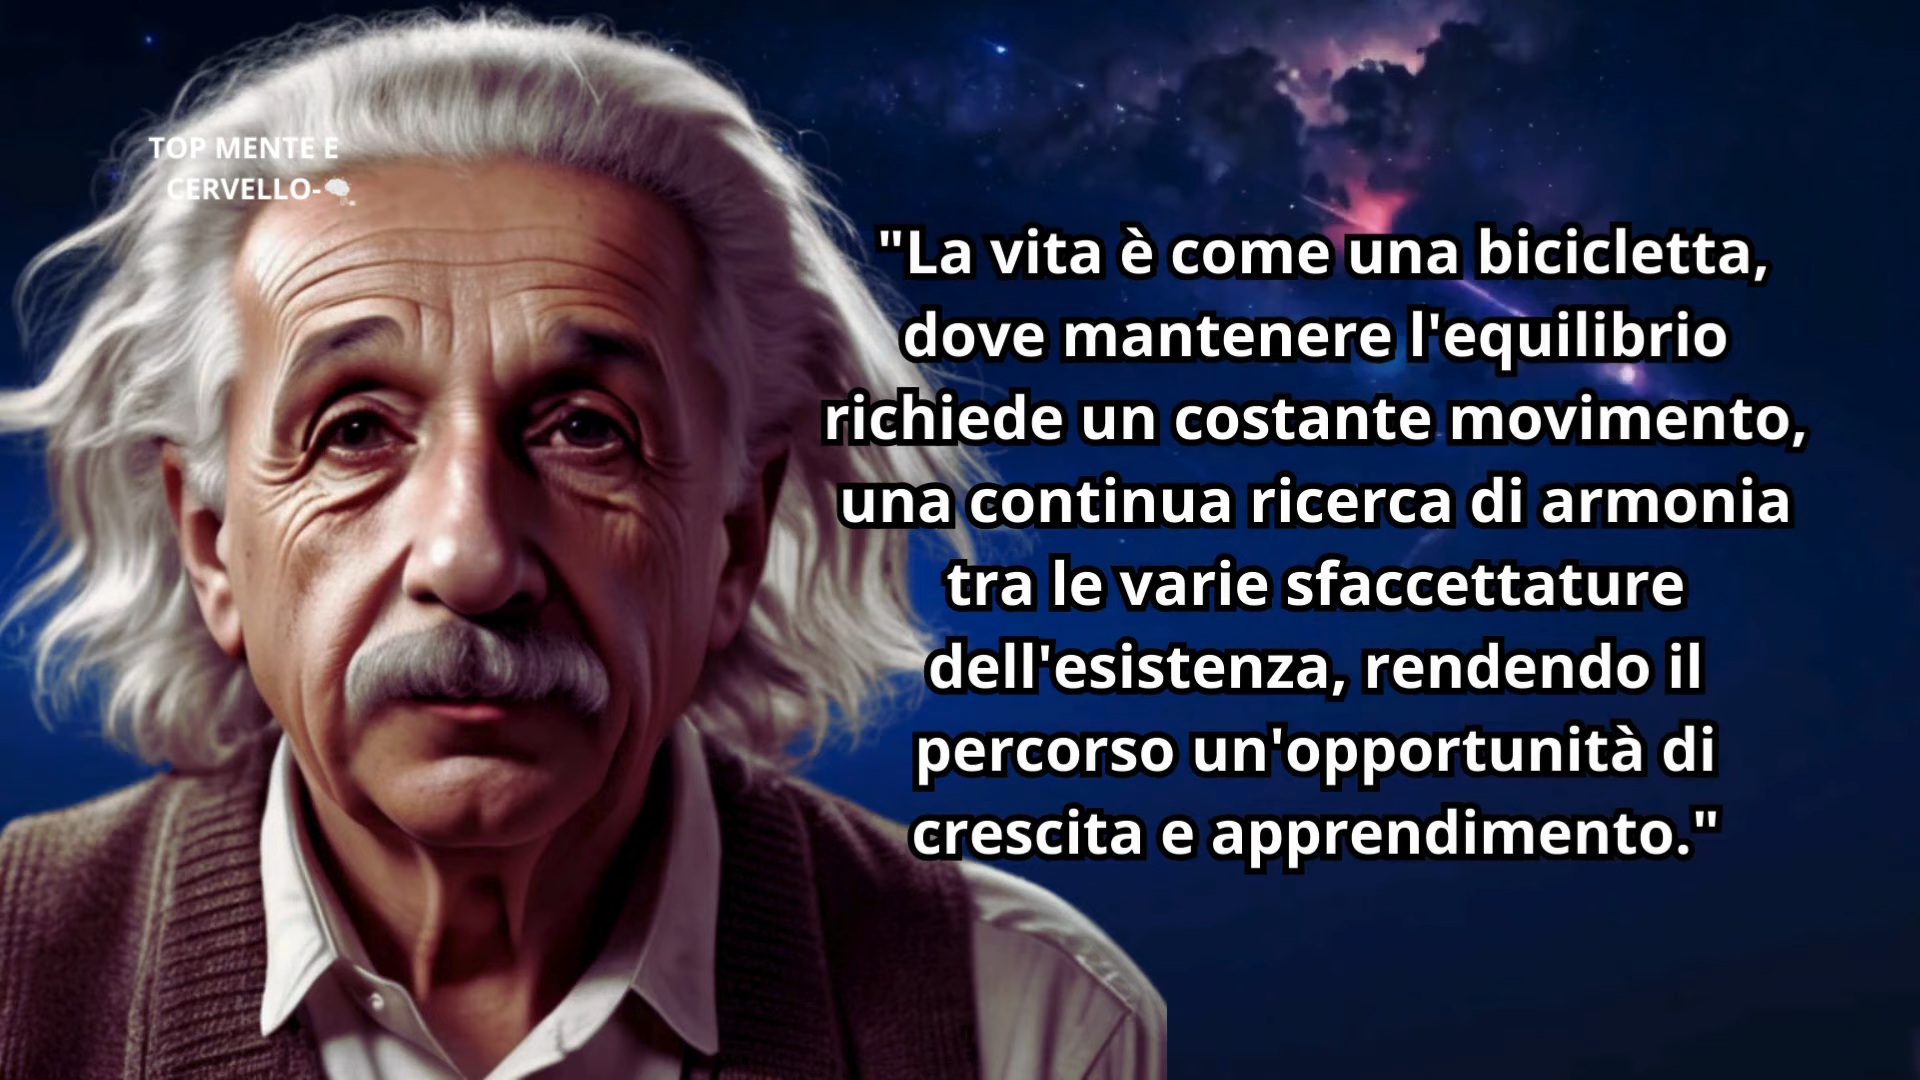 TOP MENTE E
CERVELLO-
"La vita è come una bicicletta,
dove mantenere l'equilibrio
richiede un costante movimento,
una continua ricerca di armonia
tra le varie sfaccettature
dell'esistenza, rendendo il
percorso un'opportunità di
crescita e apprendimento."